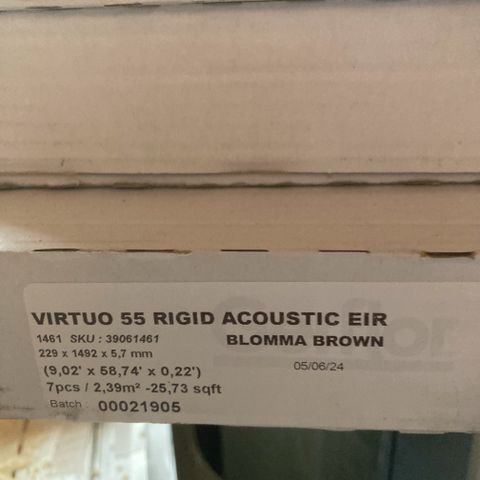 VIRTUO 55 RIGID ACOUSTIC EIR
1461 SKU : 39061461 BLOMMA BROWN
229 x 1492 x 5,7 mm
05/06/24
(9,02' x 58,74' x 0,22')
7pcs / 2,39m² -25,73 sqft
Batch : 00021905